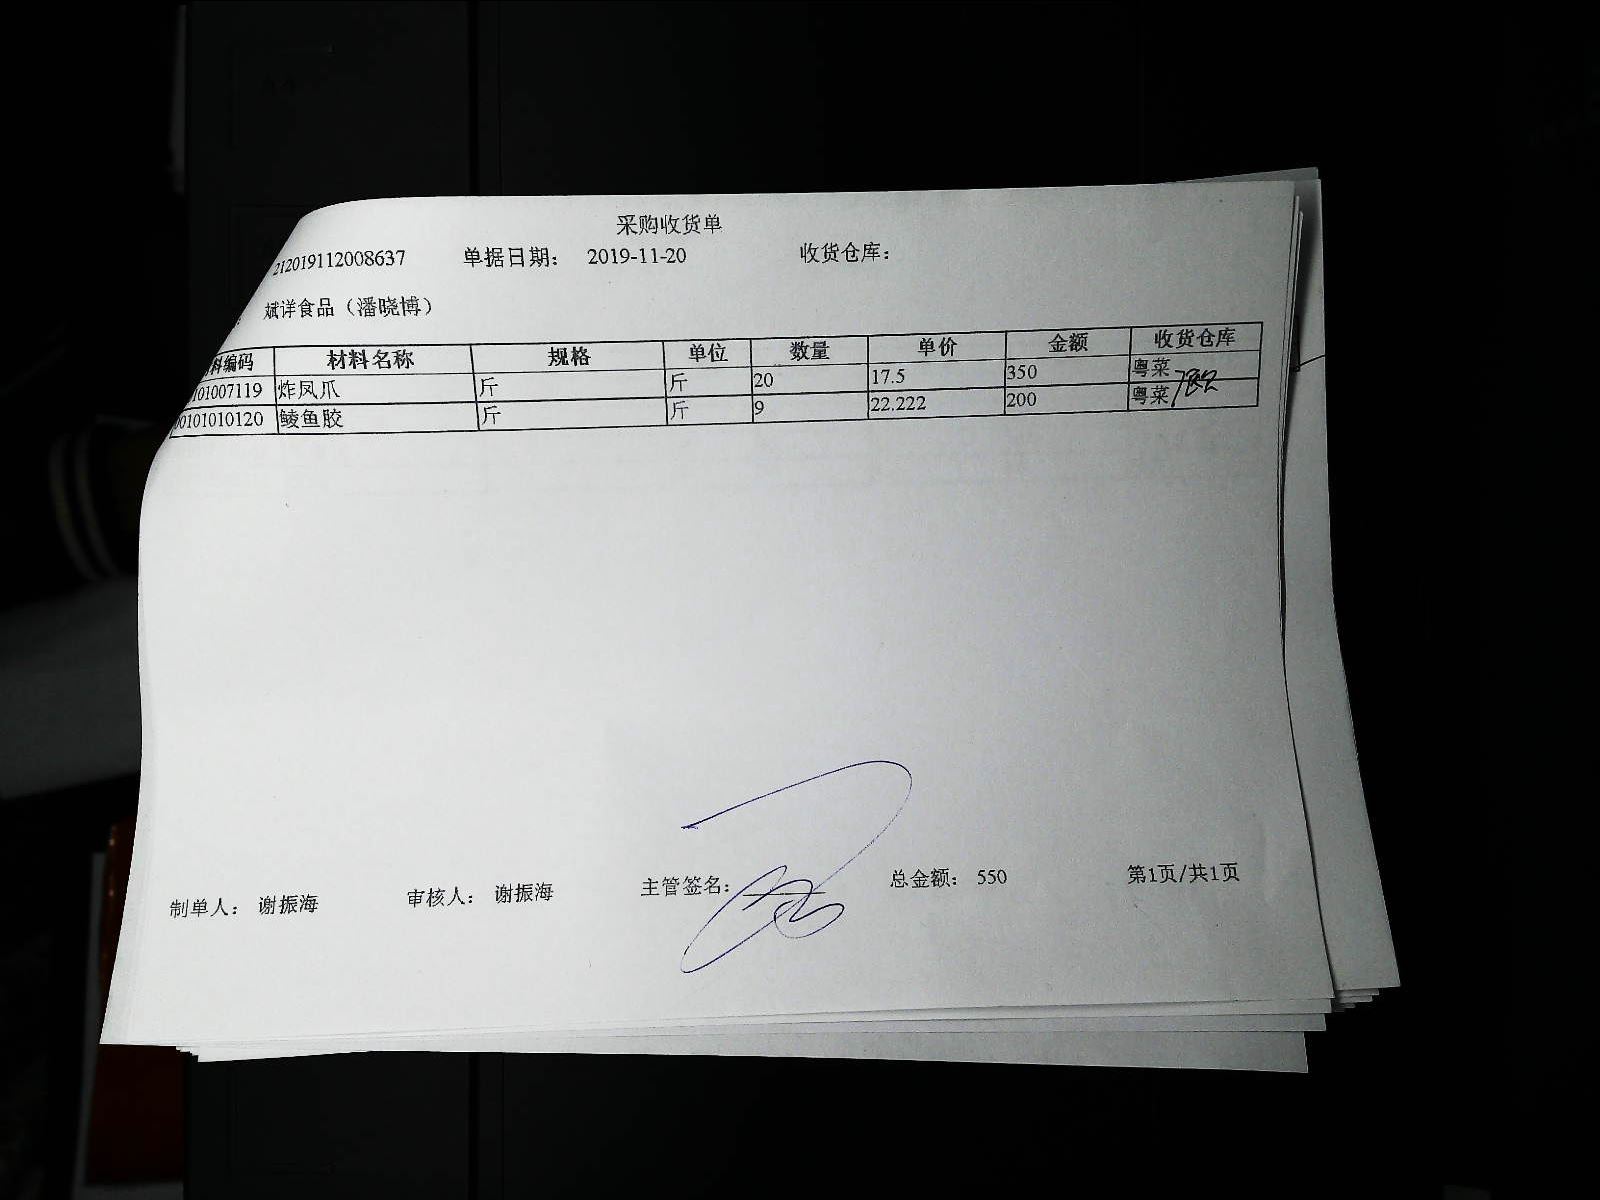 采购收货单
212019112008637 单据日期： 2019-11-20 收货仓库：
斌洋食品（潘晓博）
料编码 材料名称 规格 单位 数量 单价 金额 收货仓库
01007119 炸凤爪 斤 斤 20 17.5 350 粤菜
00101010120 鲮鱼胶 斤 斤 9 22.222 200 粤菜
制单人： 谢振海 审核人： 谢振海 主管签名： 总金额： 550 第1页/共1页